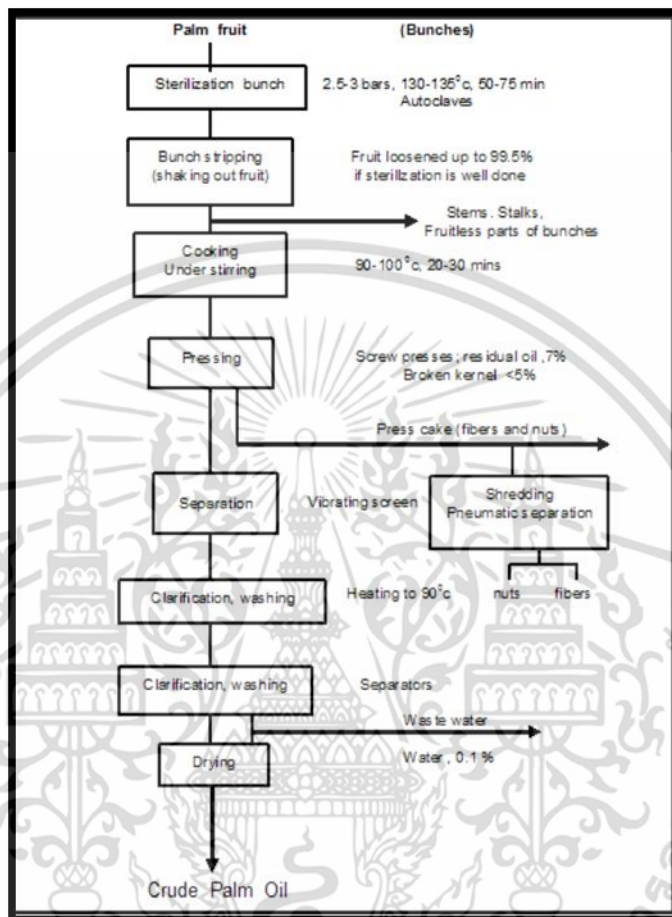 Palm fruit (Bunches)
Sterilization bunch
2.5-3 bars, 130-135°c, 50-75 min
Autoclaves
Bunch stripping
(shaking out fruit)
Fruit loosened up to 99.5%
if sterilization is well done
Stems. Stalks,
Fruitless parts of bunches
Cooking
Under stirring
90-100°c, 20-30 mins
Pressing
Screw presses; residual oil ,7%
Broken kernel <5%
Press cake (fibers and nuts)
Separation
Vibrating screen
Shredding
Pneumatic separation
nuts fibers
Clarification, washing
Heating to 90°c
Clarification, washing
Separators
Waste water
Drying
Water , 0.1 %
Crude Palm Oil